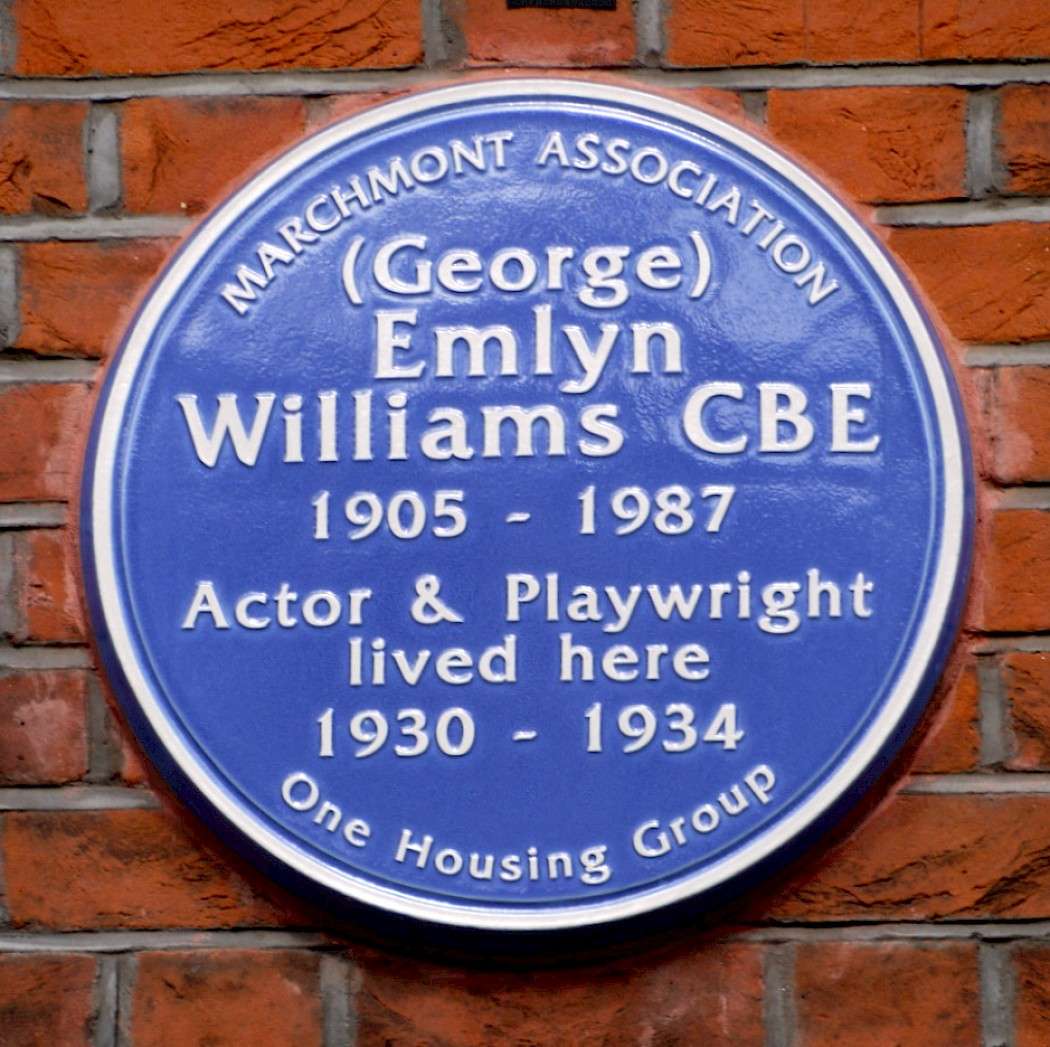 MARCHMONT ASSOCIATION
(George)
Emlyn
Williams CBE
1905 - 1987
Actor & Playwright
lived here
1930 - 1934
One Housing Group